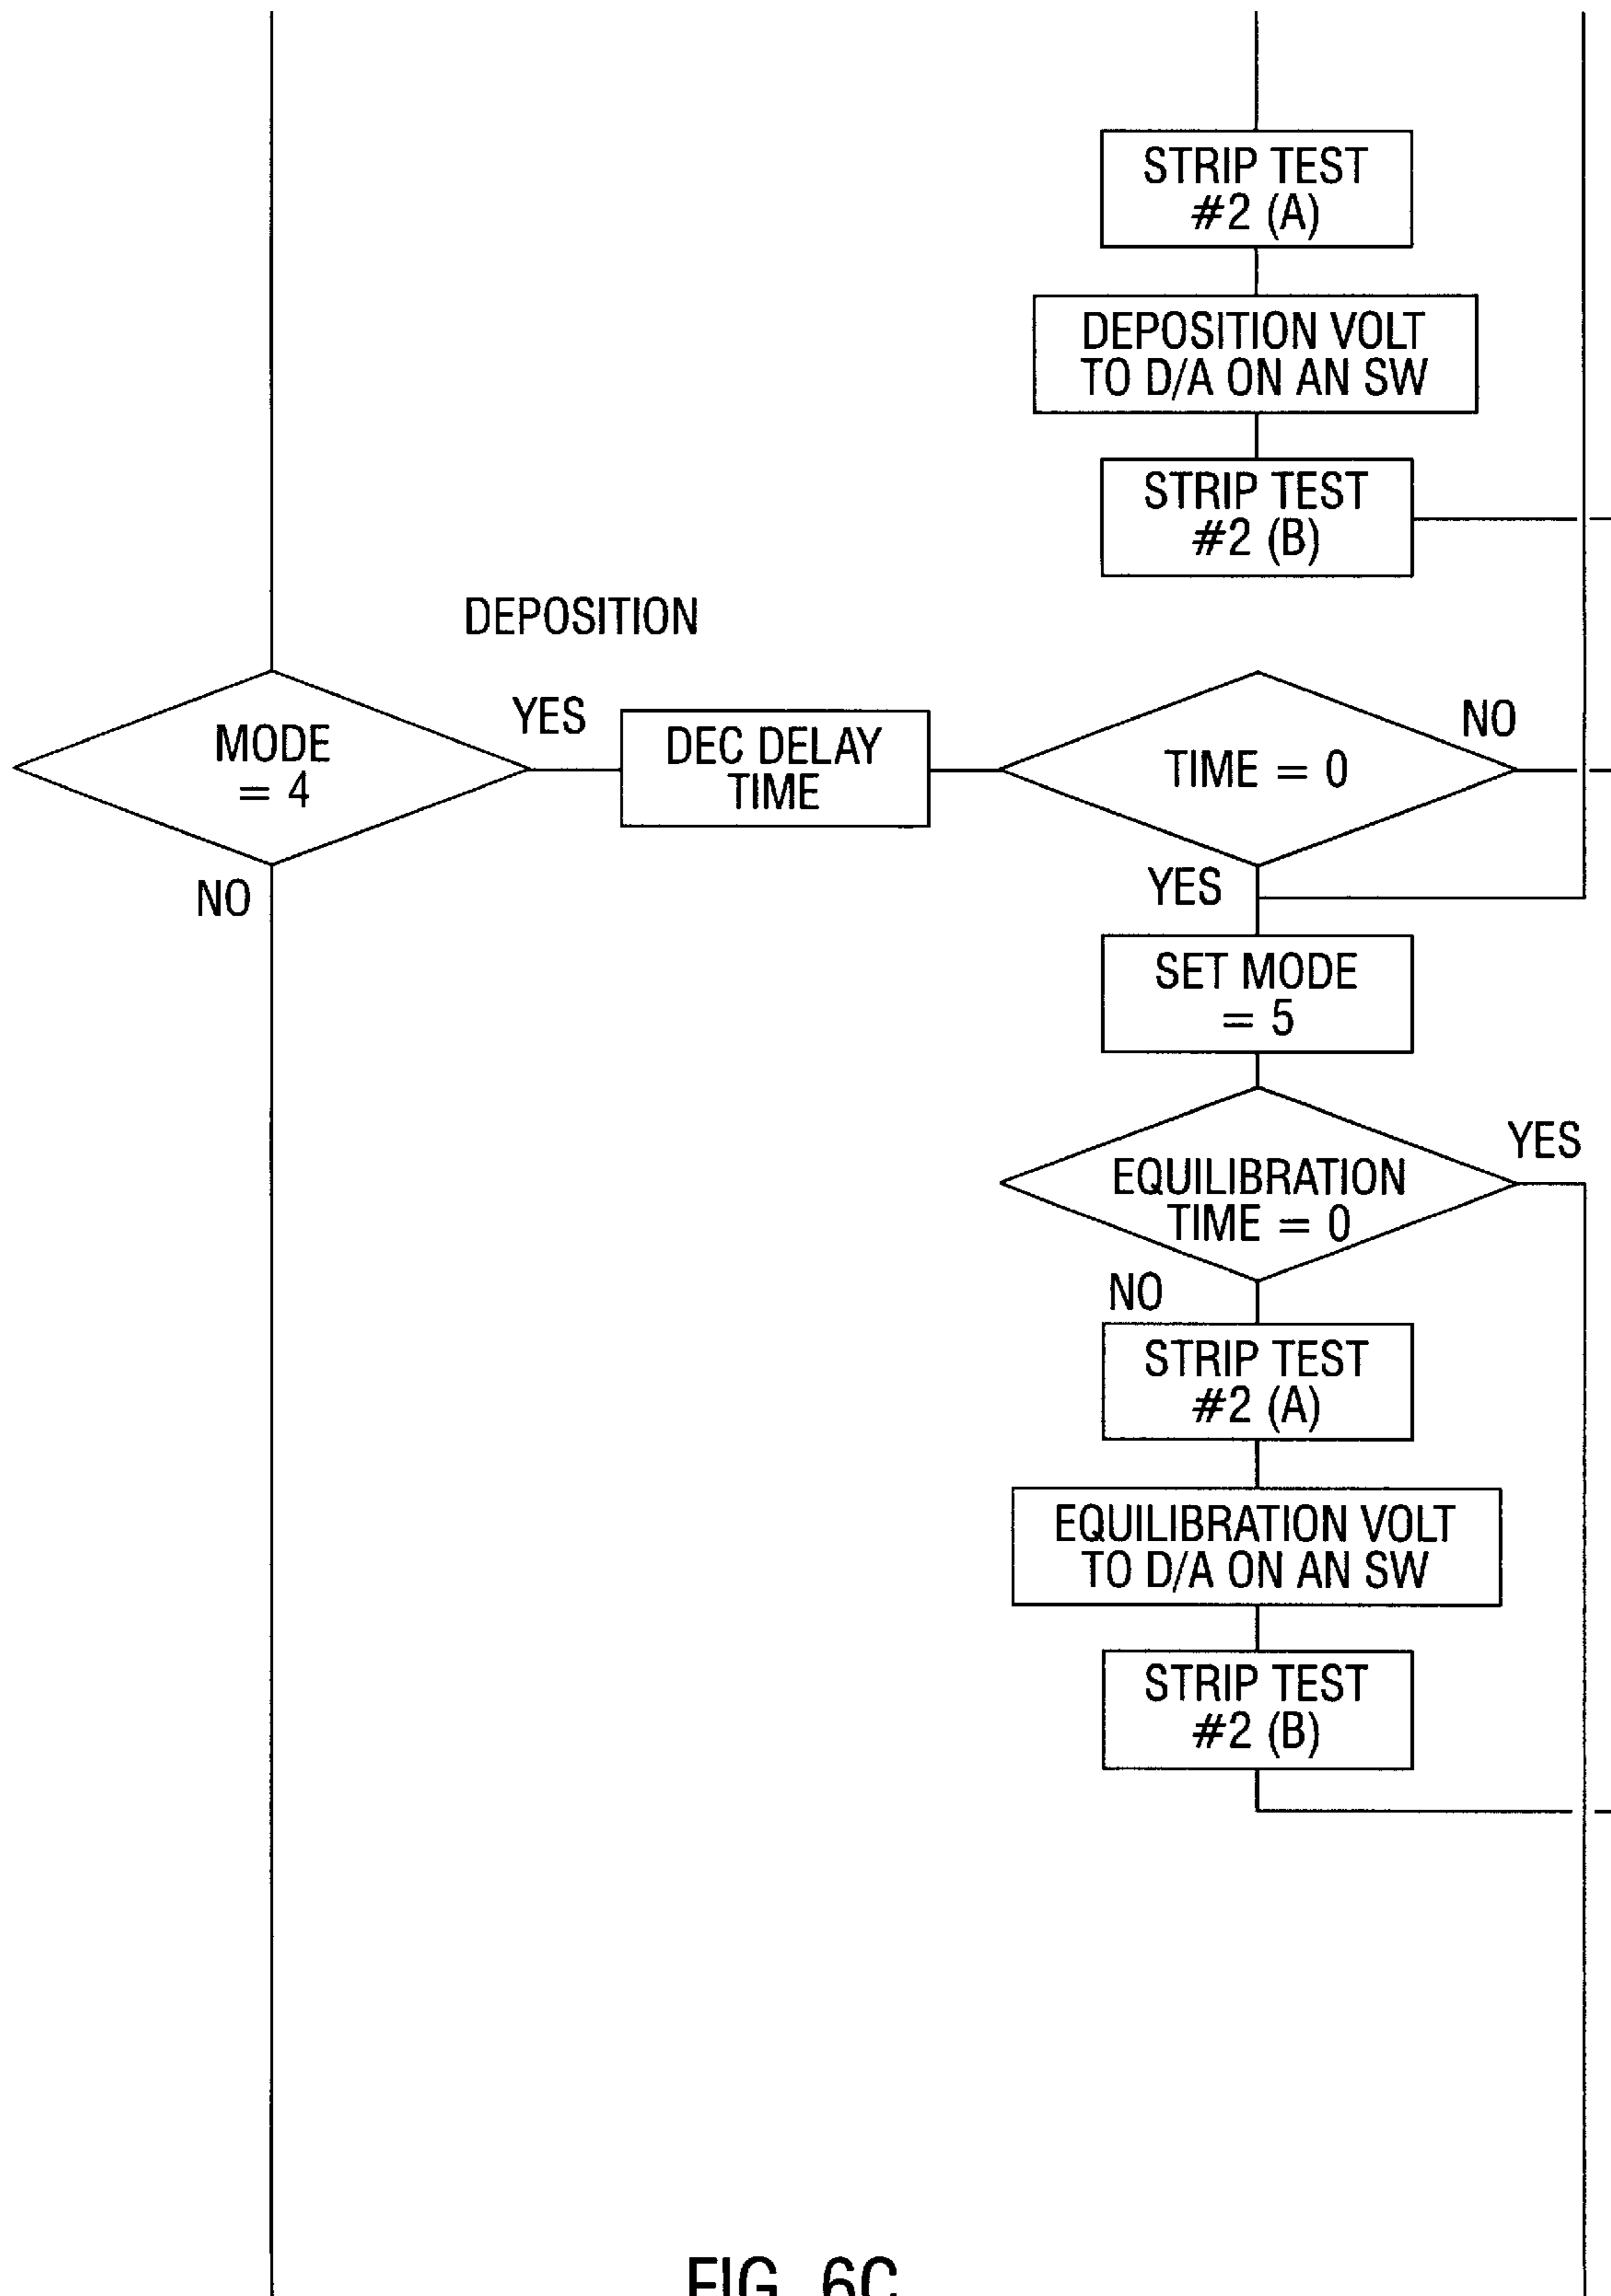 STRIP TEST
#2 (A)
DEPOSITION VOLT
TO D/A ON AN SW
STRIP TEST
#2 (B)
DEPOSITION
MODE
= 4
YES
DEC DELAY
TIME
TIME = 0
NO
NO
YES
SET MODE
= 5
EQUILIBRATION
TIME = 0
YES
NO
STRIP TEST
#2 (A)
EQUILIBRATION VOLT
TO D/A ON AN SW
STRIP TEST
#2 (B)
FIG. 6C